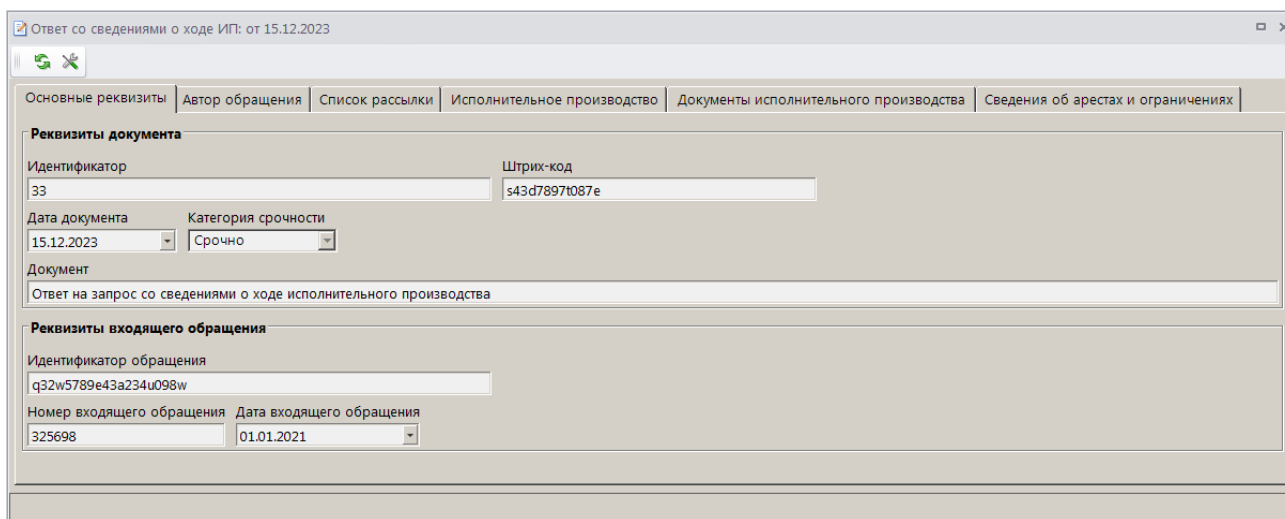 Ответ со сведениями о ходе ИП: от 15.12.2023
Основные реквизиты Автор обращения Список рассылки Исполнительное производство Документы исполнительного производства Сведения об арестах и ограничениях
Реквизиты документа
Идентификатор Штрих-код
33 s43d7897t087e
Дата документа Категория срочности
15.12.2023 Срочно
Документ
Ответ на запрос со сведениями о ходе исполнительного производства
Реквизиты входящего обращения
Идентификатор обращения
q32w5789e43a234u098w
Номер входящего обращения Дата входящего обращения
325698 01.01.2021